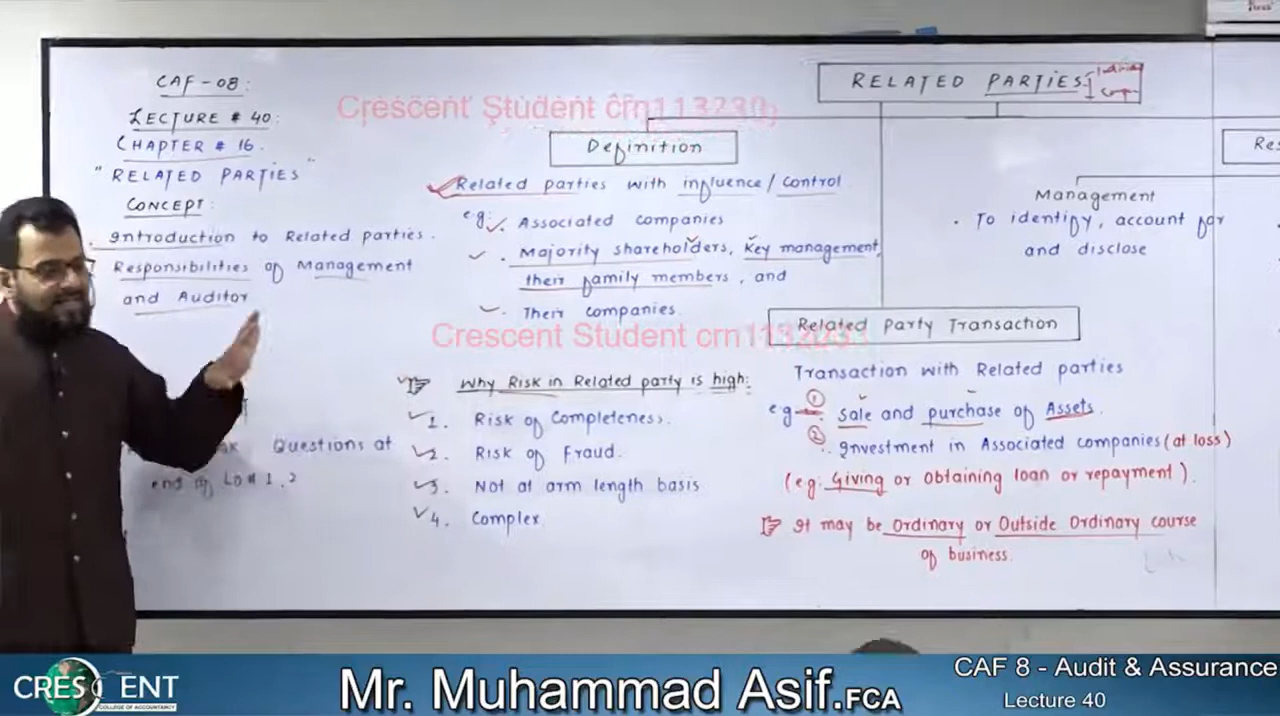 CAF-08:
LECTURE # 40:
CHAPTER # 16.
"RELATED PARTIES"
CONCEPT:
. Introduction to Related parties.
Responsibilities of Management
and Auditor
Questions at
end of LO# 1, 2
Crescent Student crn113230
RELATED PARTIES
Definition
Related parties with influence / control
eg: Associated companies
. Majority shareholders, key management,
their family members, and
. Their companies.
Crescent Student
Why Risk in Related party is high:
1. Risk of Completeness.
2. Risk of Fraud.
3. Not at arm length basis
4. Complex
Management
. To identify, account for
and disclose
Related Party Transaction
Transaction with Related parties
eg ① sale and purchase of Assets.
② . Investment in Associated companies (at loss)
(eg: Giving or obtaining loan or repayment).
It may be Ordinary or Outside Ordinary course
of business.
Res
CRESCENT
COLLEGE OF ACCOUNTANCY
Mr. Muhammad Asif.FCA
CAF 8 - Audit & Assurance
Lecture 40